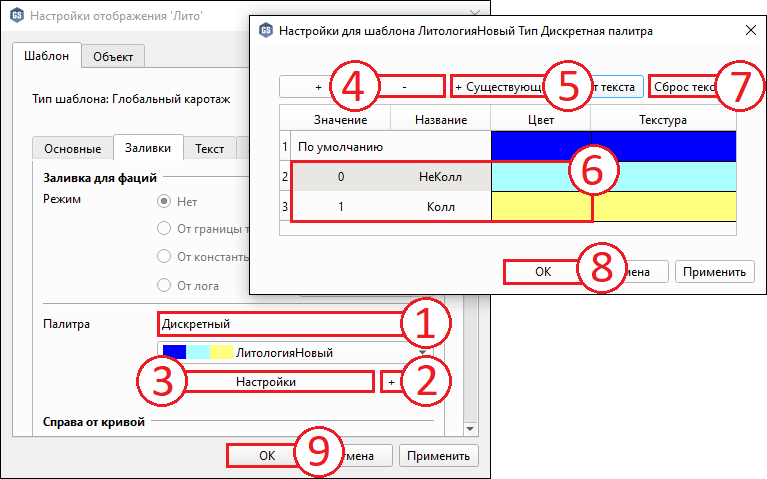 GS Настройки отображения 'Лито'
Шаблон Объект
Тип шаблона: Глобальный каротаж
Основные Заливки Текст
Заливка для фаций
Режим
Нет
От границы
От константы
От лога
Палитра
Дискретный 1
ЛитологияНовый
3 Настройки + 2
Справа от кривой
OK 9 мена Применить
GS Настройки для шаблона ЛитологияНовый Тип Дискретная палитра
+ 4 - + Существующ 5 т текста Сброс текс 7
Значение Название Цвет Текстура
1 По умолчанию
2 0 НеКолл 6
3 1 Колл
OK 8 мена Применить